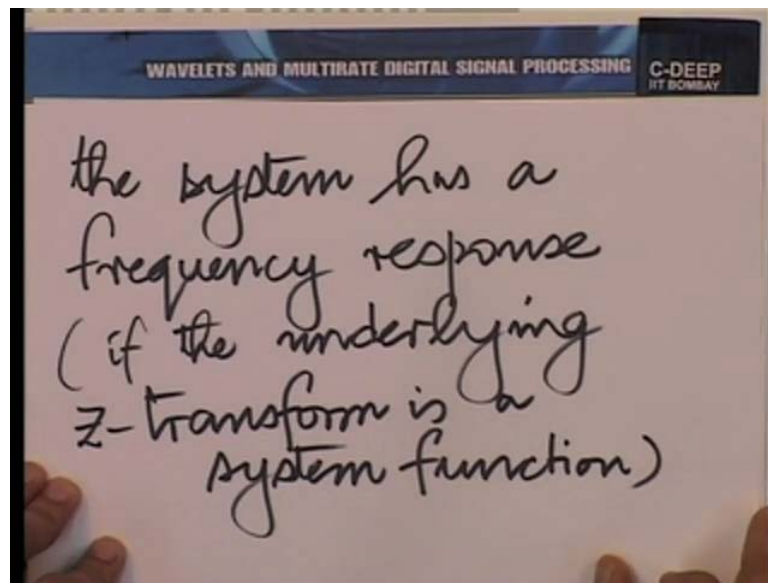 WAVELETS AND MULTIRATE DIGITAL SIGNAL PROCESSING
C-DEEP
IIT BOMBAY
the system has a
frequency response
(if the underlying
z-transform is a
system function)